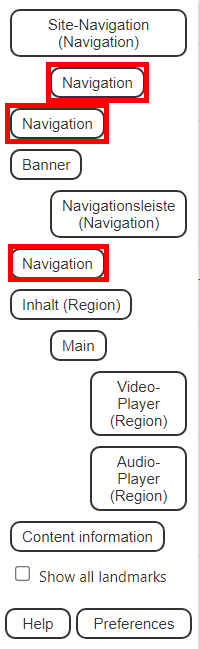 Site-Navigation
(Navigation)
Navigation
Navigation
Banner
Navigationsleiste
(Navigation)
Navigation
Inhalt (Region)
Main
Video-
Player
(Region)
Audio-
Player
(Region)
Content information
Show all landmarks
Help
Preferences